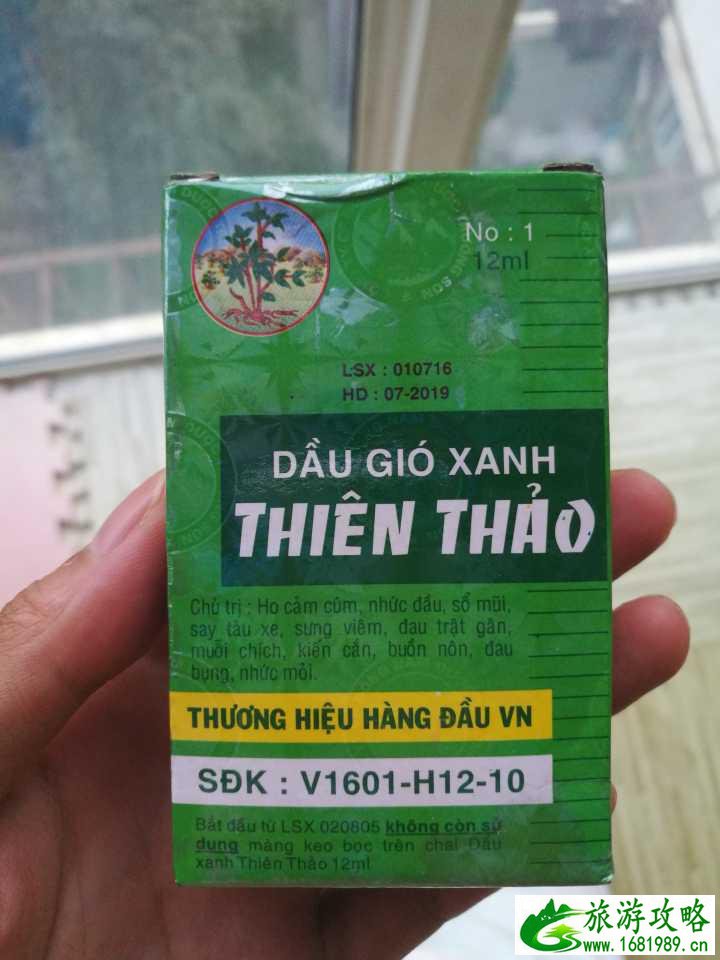 No : 1
12ml
LSX : 010716
HD : 07-2019
DẦU GIÓ XANH
THIÊN THẢO
Chủ trị : Ho cảm cúm, nhức đầu, sổ mũi,
say tàu xe, sưng viêm, đau trật gân,
muỗi chích, kiến cắn, buồn nôn, đau
bụng, nhức mỏi.
THƯƠNG HIỆU HÀNG ĐẦU VN
SĐK : V1601-H12-10
Bắt đầu từ LSX 020805 không còn sử
dụng màng keo bọc trên chai Dầu
xanh Thiên Thảo 12ml
旅游攻略
www.1681989.cn